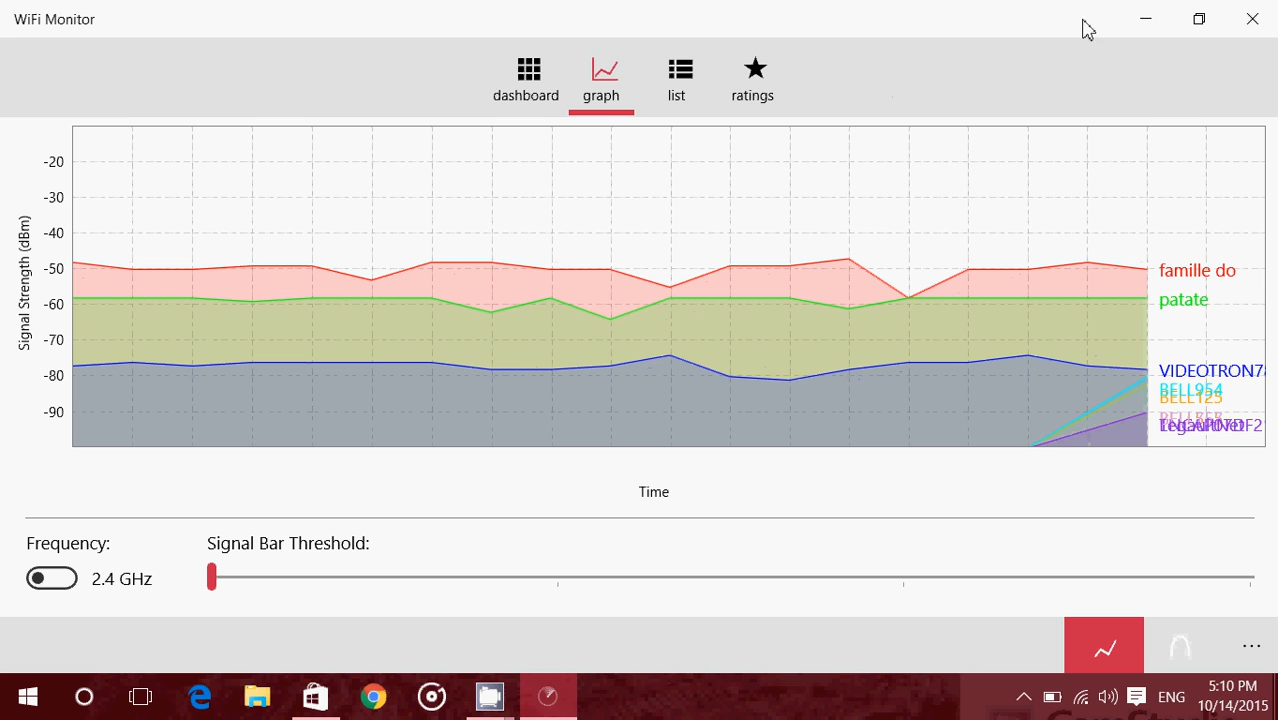 WiFi Monitor
dashboard
graph
list
ratings
Signal Strength (dBm)
-20
-30
-40
-50
-60
-70
-80
-90
famille do
patate
VIDEOTRON78
BELL954
BELL125
Time
Frequency:
Signal Bar Threshold:
2.4 GHz
ENG
5:10 PM
10/14/2015